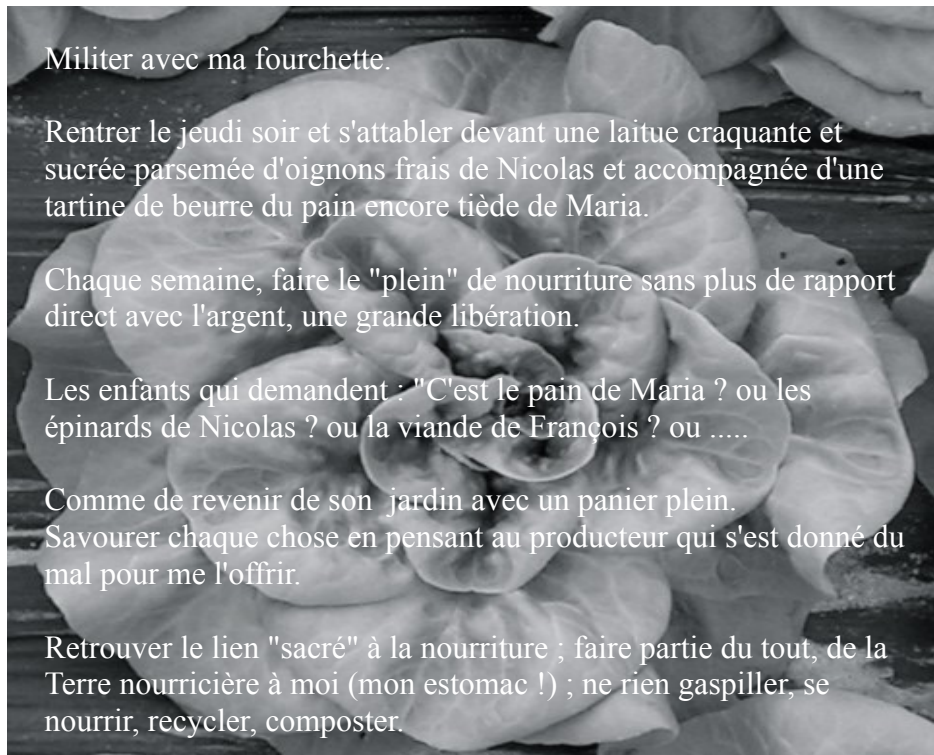 Militer avec ma fourchette.
Rentrer le jeudi soir et s'attabler devant une laitue craquante et
sucrée parsemée d'oignons frais de Nicolas et accompagnée d'une
tartine de beurre du pain encore tiède de Maria.
Chaque semaine, faire le "plein" de nourriture sans plus de rapport
direct avec l'argent, une grande libération.
Les enfants qui demandent : "C'est le pain de Maria ? ou les
épinards de Nicolas ? ou la viande de François ? ou .....
Comme de revenir de son  jardin avec un panier plein.
Savourer chaque chose en pensant au producteur qui s'est donné du
mal pour me l'offrir.
Retrouver le lien "sacré" à la nourriture ; faire partie du tout, de la
Terre nourricière à moi (mon estomac !) ; ne rien gaspiller, se
nourrir, recycler, composter.